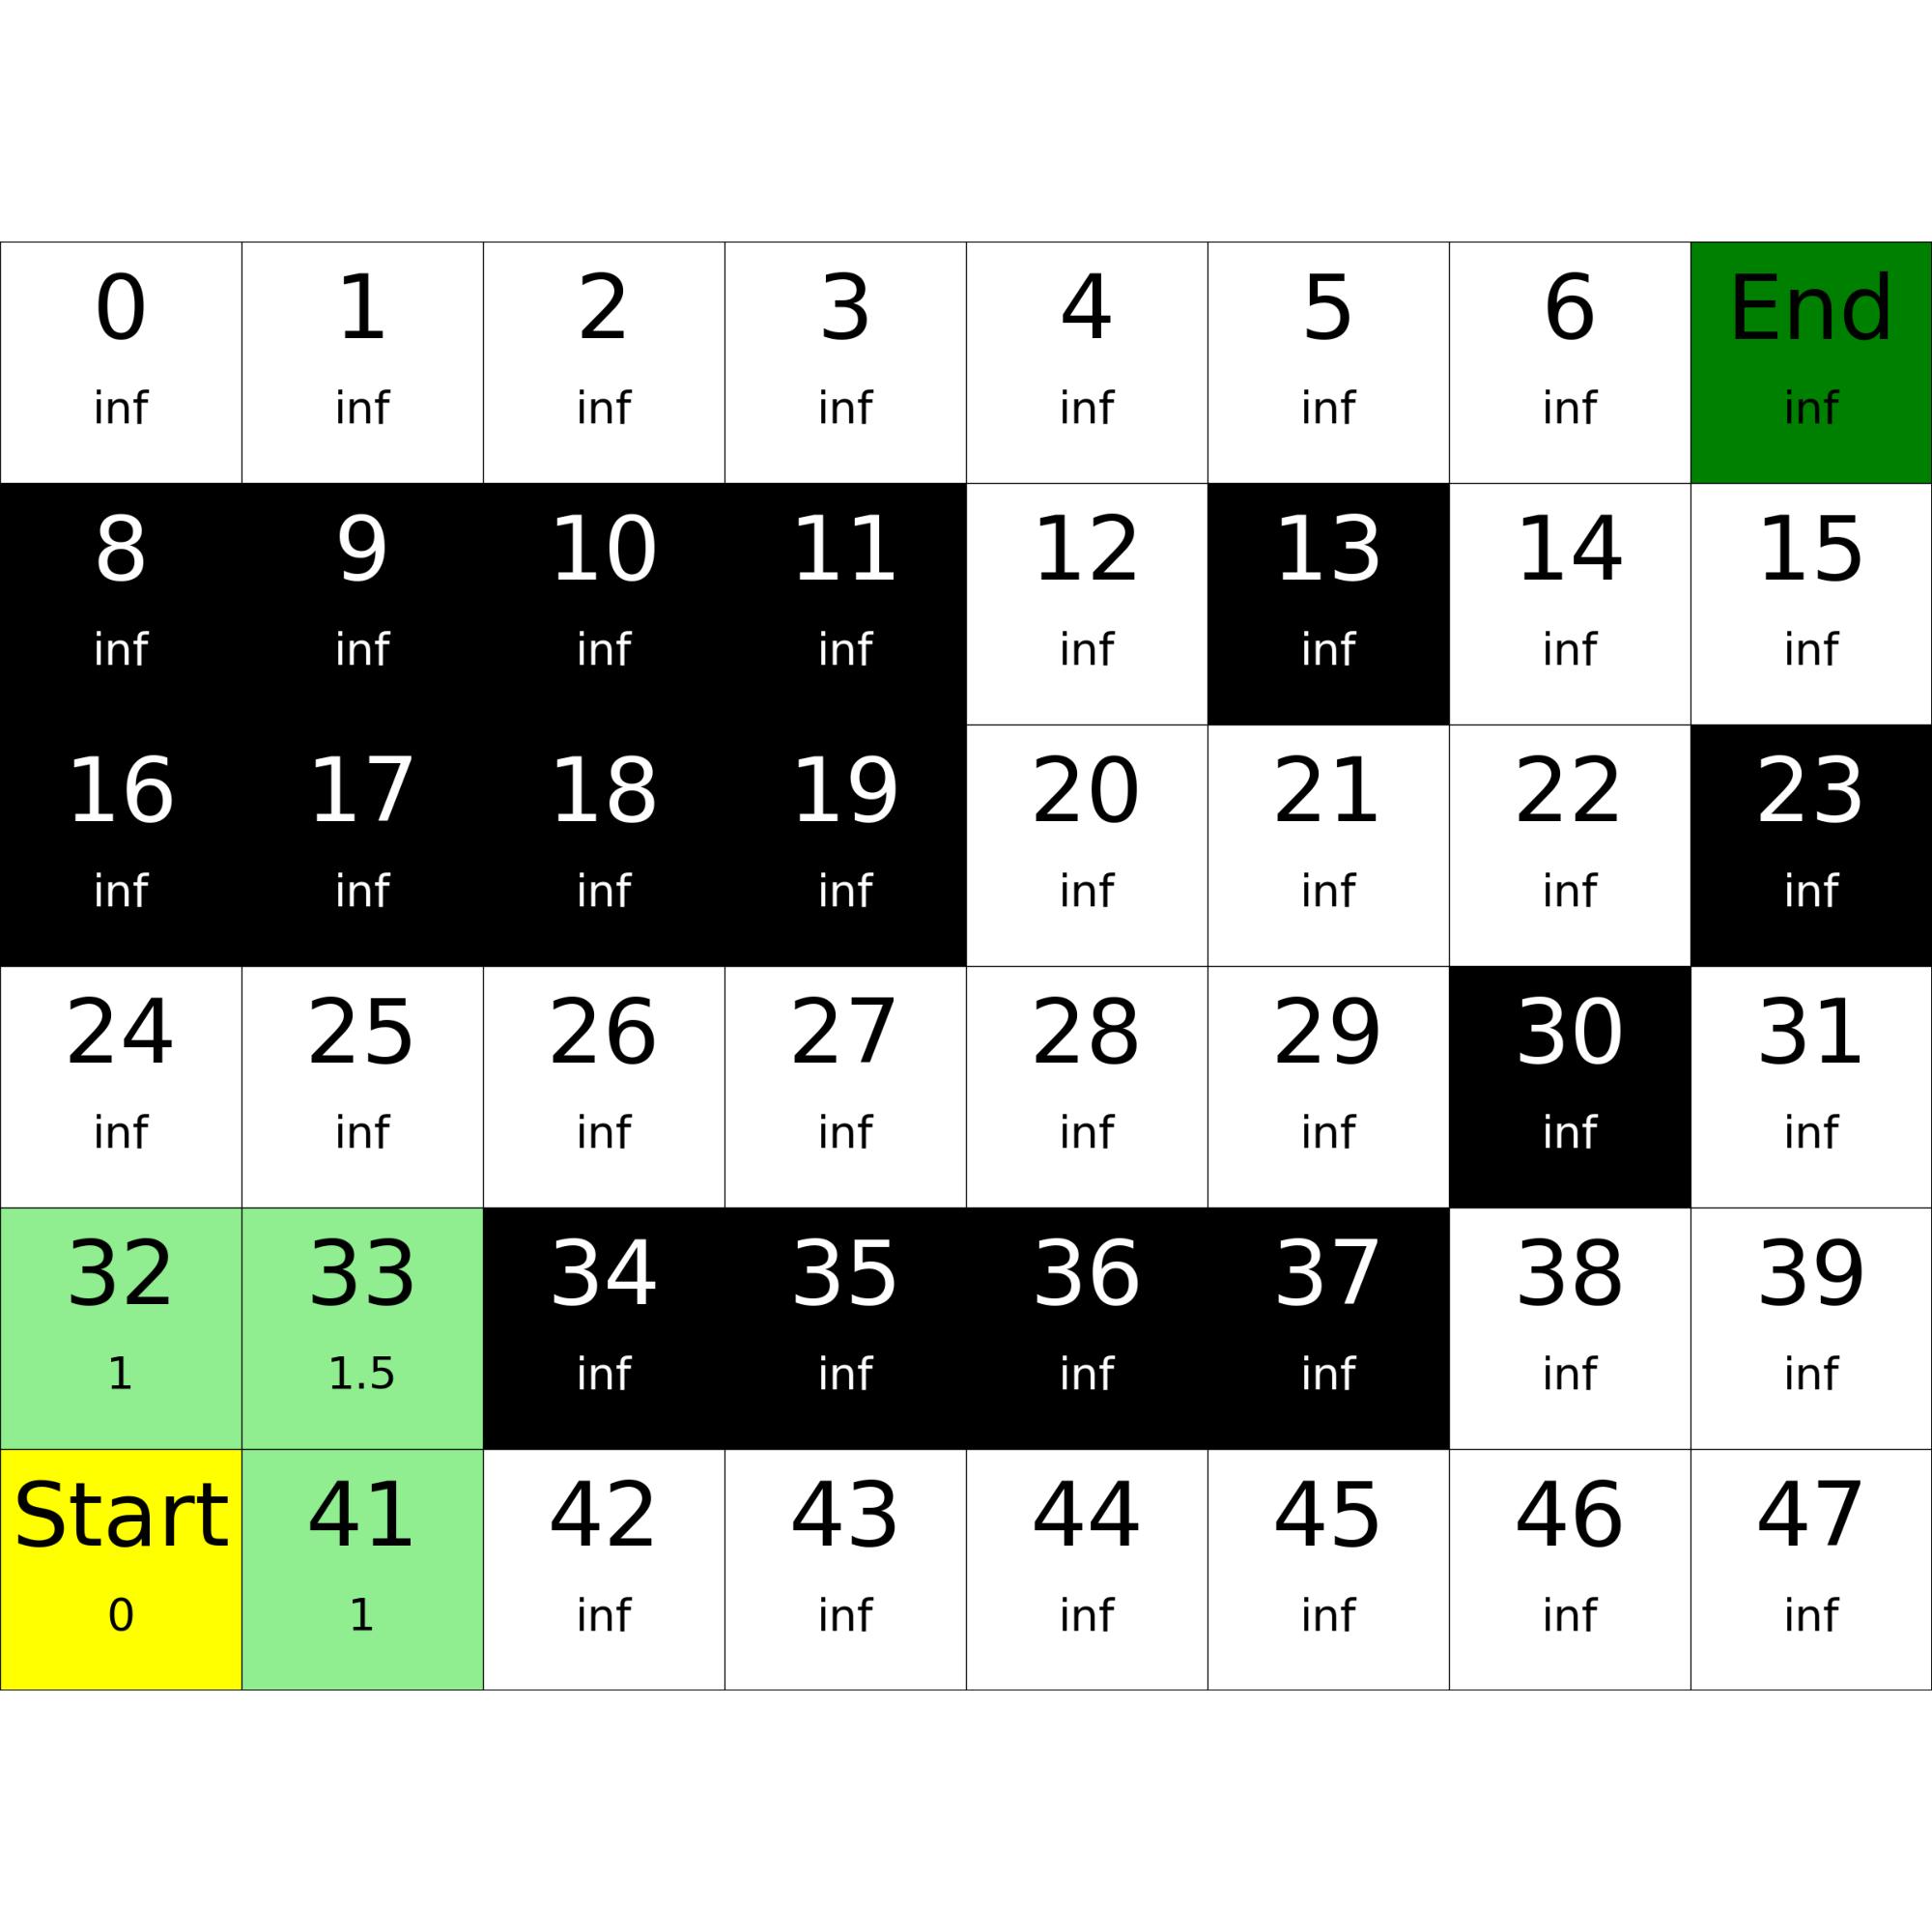 0 1 2 3 4 5 6 End
inf inf inf inf inf inf inf inf
8 9 10 11 12 13 14 15
inf inf inf inf inf inf inf inf
16 17 18 19 20 21 22 23
inf inf inf inf inf inf inf inf
24 25 26 27 28 29 30 31
inf inf inf inf inf inf inf inf
32 33 34 35 36 37 38 39
1 1.5 inf inf inf inf inf inf
Start 41 42 43 44 45 46 47
0 1 inf inf inf inf inf inf